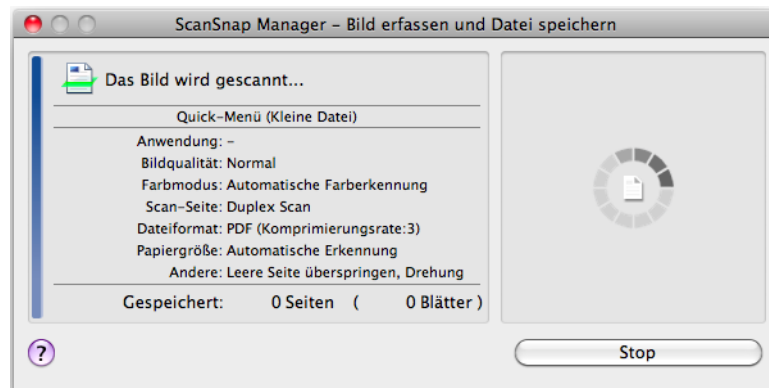 ScanSnap Manager – Bild erfassen und Datei speichern
Das Bild wird gescannt...
Quick-Menü (Kleine Datei)
Anwendung: –
Bildqualität: Normal
Farbmodus: Automatische Farberkennung
Scan-Seite: Duplex Scan
Dateiformat: PDF (Komprimierungsrate:3)
Papiergröße: Automatische Erkennung
Andere: Leere Seite überspringen, Drehung
Gespeichert: 0 Seiten ( 0 Blätter )
? Stop